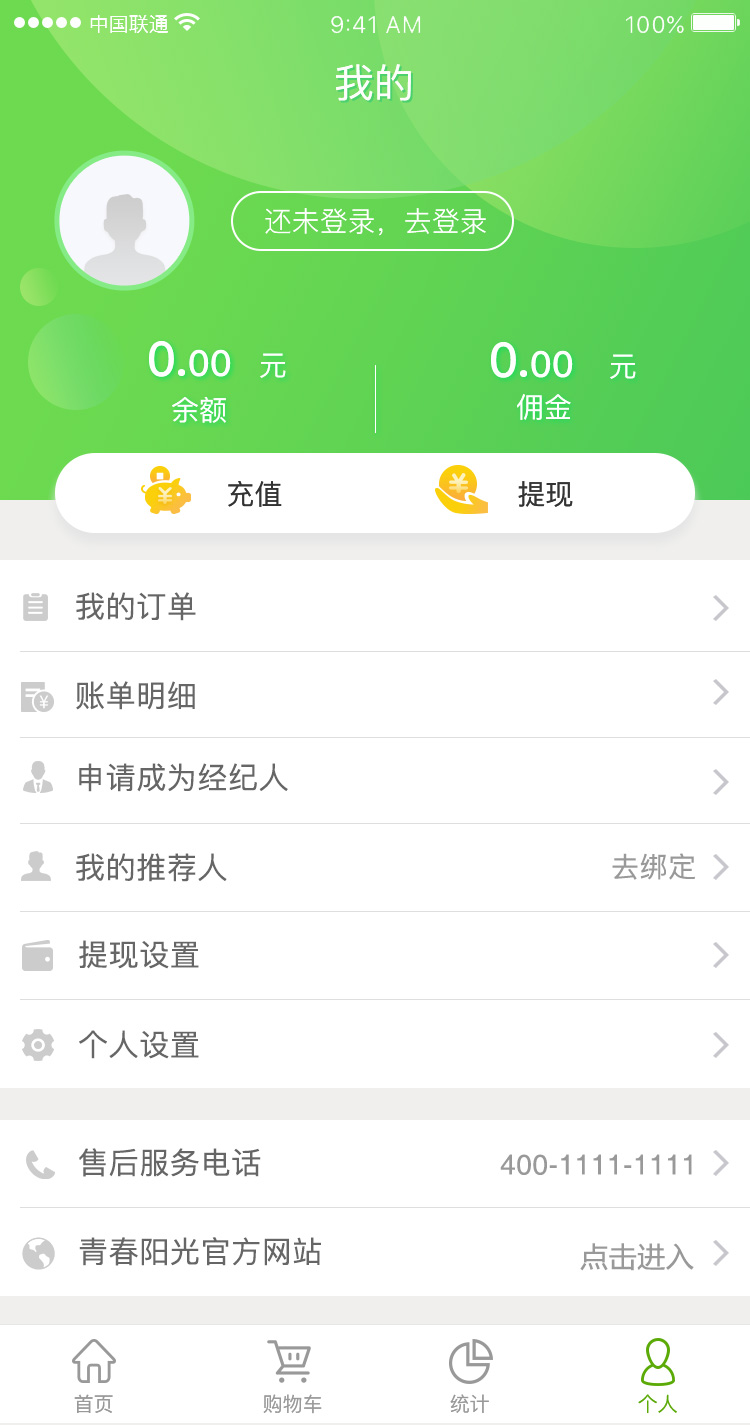 中国联通 9:41 AM 100%
我的
还未登录，去登录
0.00 元 0.00 元
余额 佣金
充值 提现
我的订单
账单明细
申请成为经纪人
我的推荐人 去绑定
提现设置
个人设置
售后服务电话 400-1111-1111
青春阳光官方网站 点击进入
首页 购物车 统计 个人